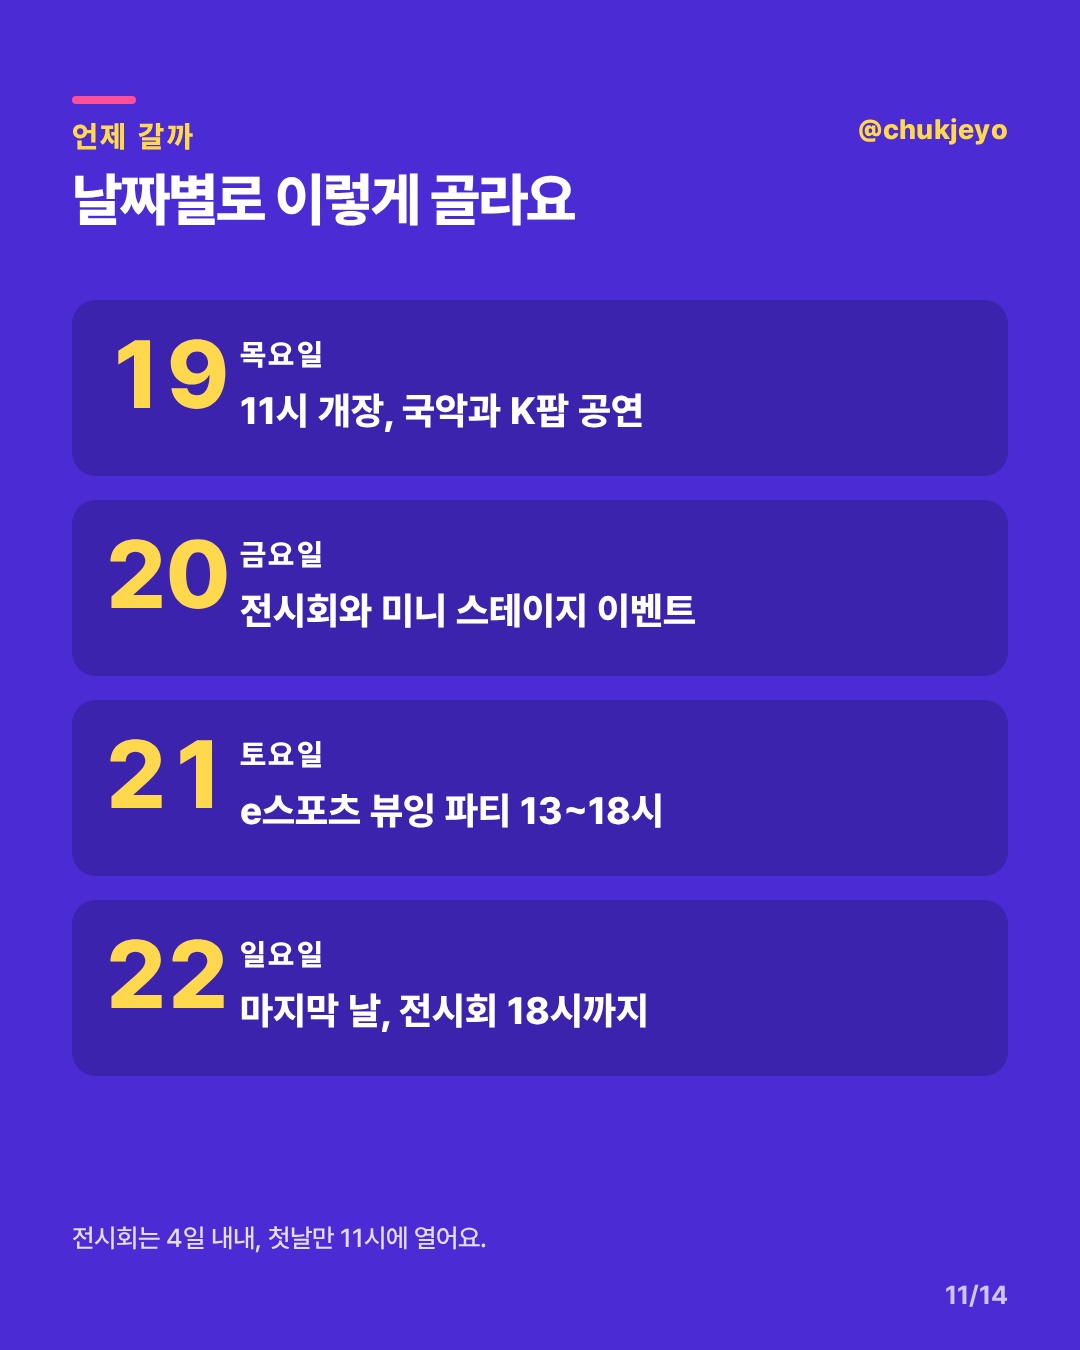 언제 갈까
@chukjeyo
날짜별로 이렇게 골라요
19
목요일
11시 개장, 국악과 K팝 공연
20
금요일
전시회와 미니 스테이지 이벤트
21
토요일
e스포츠 뷰잉 파티 13~18시
22
일요일
마지막 날, 전시회 18시까지
전시회는 4일 내내, 첫날만 11시에 열어요.
11/14